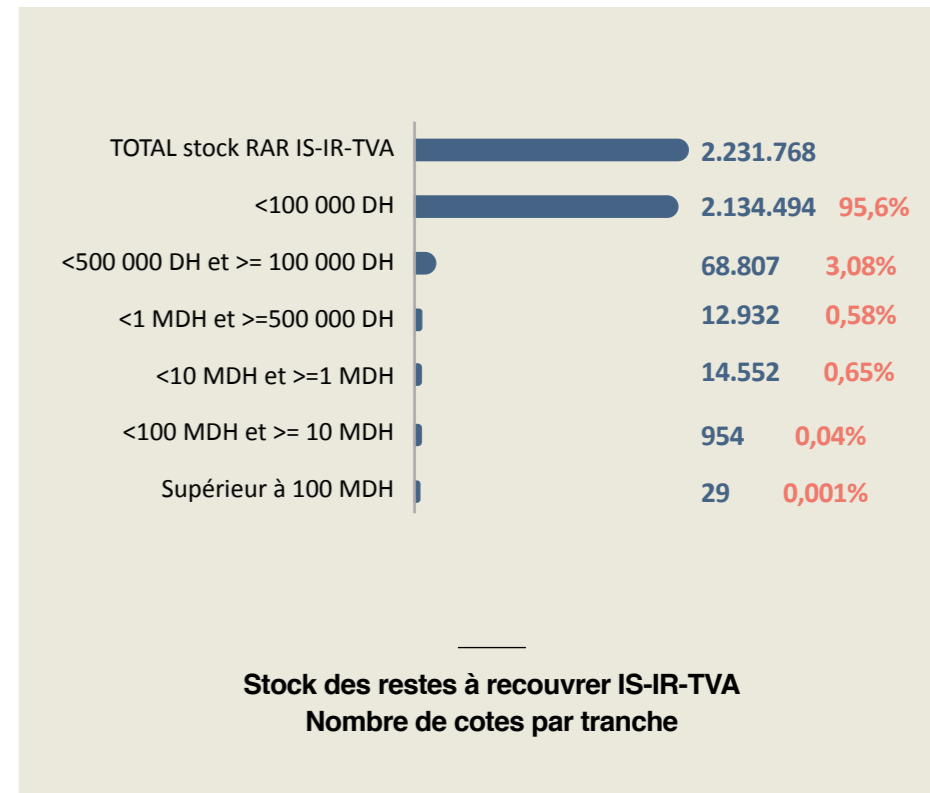 TOTAL stock RAR IS-IR-TVA 2.231.768
<100 000 DH 2.134.494 95,6%
<500 000 DH et >= 100 000 DH 68.807 3,08%
<1 MDH et >=500 000 DH 12.932 0,58%
<10 MDH et >=1 MDH 14.552 0,65%
<100 MDH et >= 10 MDH 954 0,04%
Supérieur à 100 MDH 29 0,001%
Stock des restes à recouvrer IS-IR-TVA
Nombre de cotes par tranche